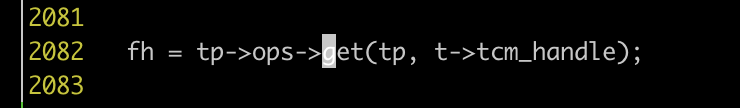 2081
2082 fh = tp->ops->get(tp, t->tcm_handle);
2083